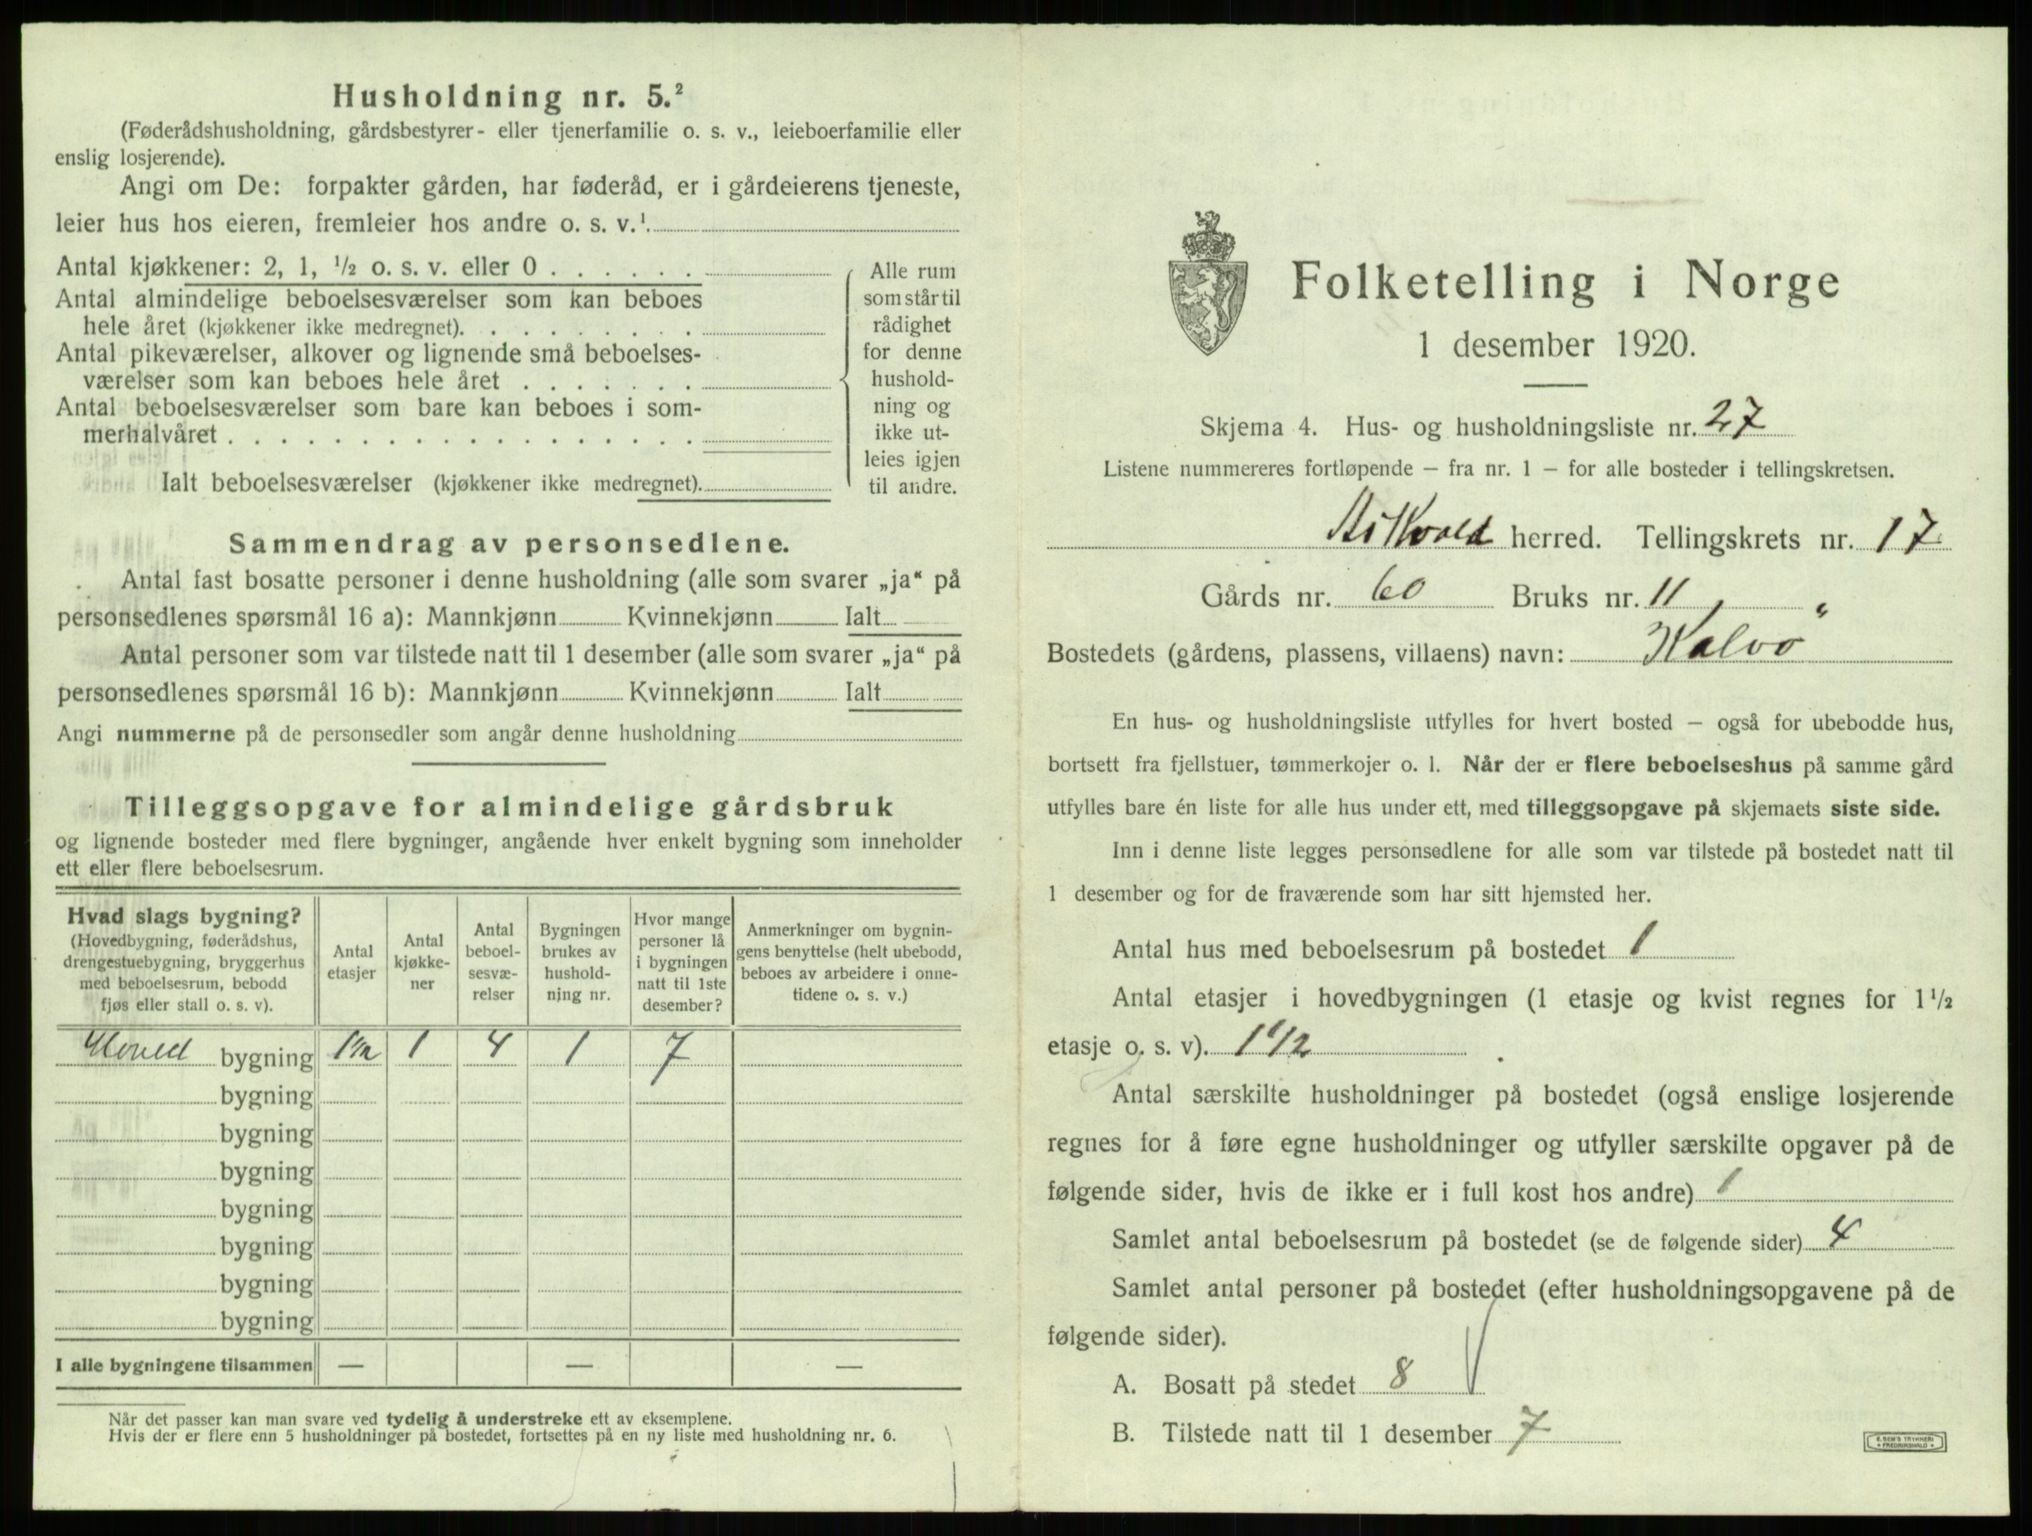 Husholdning nr. 5.²
(Føderådshusholdning, gårdsbestyrer- eller tjenerfamilie o. s. v., leieboerfamilie eller
enslig losjerende).
Angi om De: forpakter gården, har føderåd, er i gårdeierens tjeneste,
leier hus hos eieren, fremleier hos andre o. s. v.¹
Antal kjøkkener: 2, 1, ½ o. s. v. eller 0 . . . . . .
Antal almindelige beboelsesværelser som kan beboes
hele året (kjøkkener ikke medregnet). . . . . . . . .
Antal pikeværelser, alkover og lignende små beboelses-
værelser som kan beboes hele året . . . . . . .
Antal beboelsesværelser som bare kan beboes i som-
merhalvåret . . . . . . . . . . . . . . . . . .
Ialt beboelsesværelser (kjøkkener ikke medregnet).
Alle rum
som står til
rådighet
for denne
hushold-
ning og
ikke ut-
leies igjen
til andre.
Sammendrag av personsedlene.
Antal fast bosatte personer i denne husholdning (alle som svarer „ja“ på
personsedlenes spørsmål 16 a): Mannkjønn Kvinnekjønn Ialt
Antal personer som var tilstede natt til 1 desember (alle som svarer „ja“ på
personsedlenes spørsmål 16 b): Mannkjønn Kvinnekjønn Ialt
Angi nummerne på de personsedler som angår denne husholdning
Tilleggsopgave for almindelige gårdsbruk
og lignende bosteder med flere bygninger, angående hver enkelt bygning som inneholder
ett eller flere beboelsesrum.
Hvad slags bygning?
(Hovedbygning, føderådshus,
drengestuebygning, bryggerhus
med beboelsesrum, bebodd
fjøs eller stall o. s. v).
Antal
etasjer
Antal
kjøkke-
ner
Antal
beboel-
sesvæ-
relser
Bygningen
brukes av
hushold-
ning nr.
Hvor mange
personer lå
i bygningen
natt til 1ste
desember?
Anmerkninger om bygnin-
gens benyttelse (helt ubebodd,
beboes av arbeidere i onne-
tidene o. s. v.)
Hoved bygning 1½ 1 4 1 7
bygning
bygning
bygning
bygning
bygning
bygning
bygning
I alle bygningene tilsammen — — —
Når det passer kan man svare ved tydelig å understreke ett av eksemplene.
Hvis der er flere enn 5 husholdninger på bostedet, fortsettes på en ny liste med husholdning nr. 6.
Folketelling i Norge
1 desember 1920.
Skjema 4. Hus- og husholdningsliste nr. 27
Listene nummereres fortløpende – fra nr. 1 – for alle bosteder i tellingskretsen.
Askvold herred. Tellingskrets nr. 17
Gårds nr. 60 Bruks nr. 11
Bostedets (gårdens, plassens, villaens) navn: Kalvö
En hus- og husholdningsliste utfylles for hvert bosted – også for ubebodde hus,
bortsett fra fjellstuer, tømmerkojer o. l. Når der er flere beboelseshus på samme gård
utfylles bare én liste for alle hus under ett, med tilleggsopgave på skjemaets siste side.
Inn i denne liste legges personsedlene for alle som var tilstede på bostedet natt til
1 desember og for de fraværende som har sitt hjemsted her.
Antal hus med beboelsesrum på bostedet 1
Antal etasjer i hovedbygningen (1 etasje og kvist regnes for 1½
etasje o. s. v). 1½
Antal særskilte husholdninger på bostedet (også enslige losjerende
regnes for å føre egne husholdninger og utfyller særskilte opgaver på de
følgende sider, hvis de ikke er i full kost hos andre) 1
Samlet antal beboelsesrum på bostedet (se de følgende sider) 4
Samlet antal personer på bostedet (efter husholdningsopgavene på de
følgende sider).
A. Bosatt på stedet 8
B. Tilstede natt til 1 desember 7
E. SEM'S TRYKKERI
FREDRIKSHALD